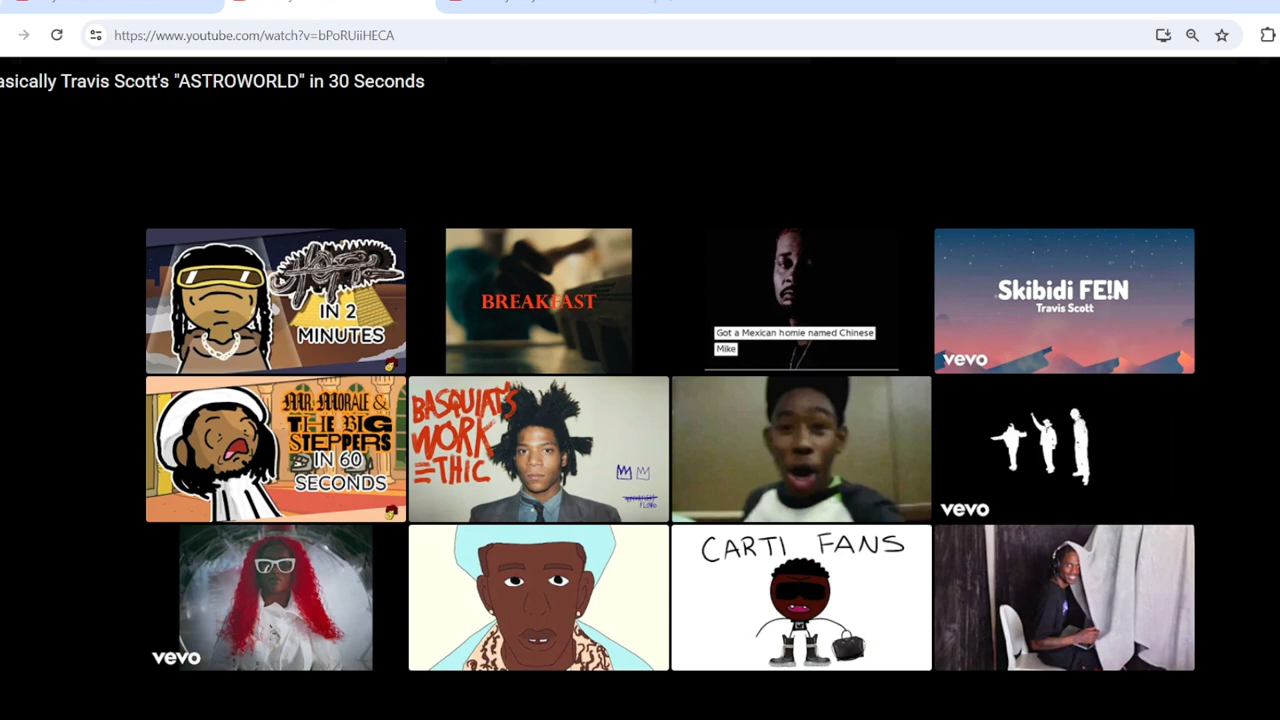 https://www.youtube.com/watch?v=bPoRUiiHECA
asically Travis Scott's "ASTROWORLD" in 30 Seconds
IN 2
MINUTES
BREAKFAST
Got a Mexican homie named Chinese
Mike
Skibidi FE!N
Travis Scott
vevo
MR. MORALE &
THE BIG
STEPPERS
IN 60
SECONDS
BASQUIAT'S
WORK
ETHIC
vevo
vevo
CARTI FANS